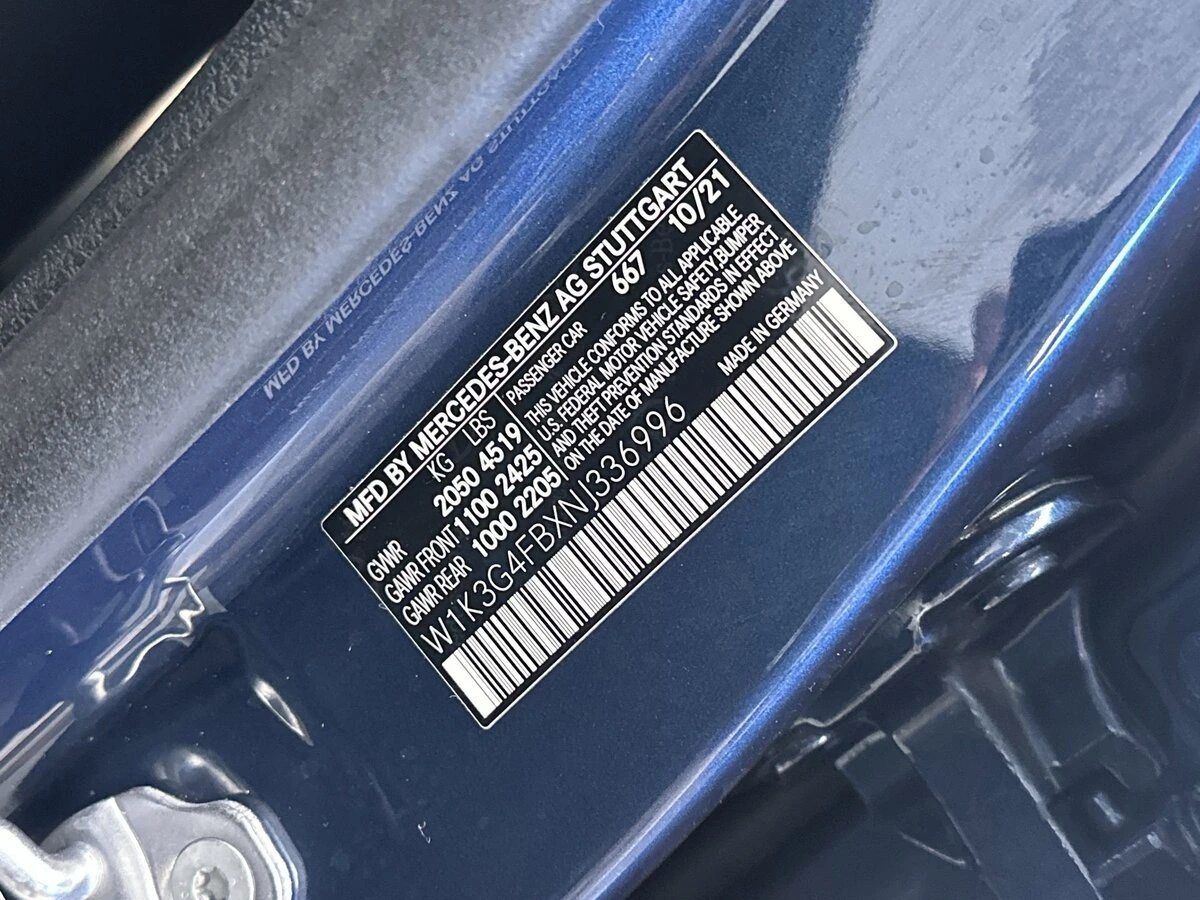 MFD BY MERCEDES-BENZ AG STUTTGART
KG LBS PASSENGER CAR 667 10/21
GVWR 2050 4519 THIS VEHICLE CONFORMS TO ALL APPLICABLE
GAWR FRONT 1100 2425 U.S. FEDERAL MOTOR VEHICLE SAFETY,BUMPER
GAWR REAR 1000 2205 AND THEFT PREVENTION STANDARDS IN EFFECT
ON THE DATE OF MANUFACTURE SHOWN ABOVE
W1K3G4FBXNJ336996 MADE IN GERMANY
MFD BY MERCEDES-BENZ AG